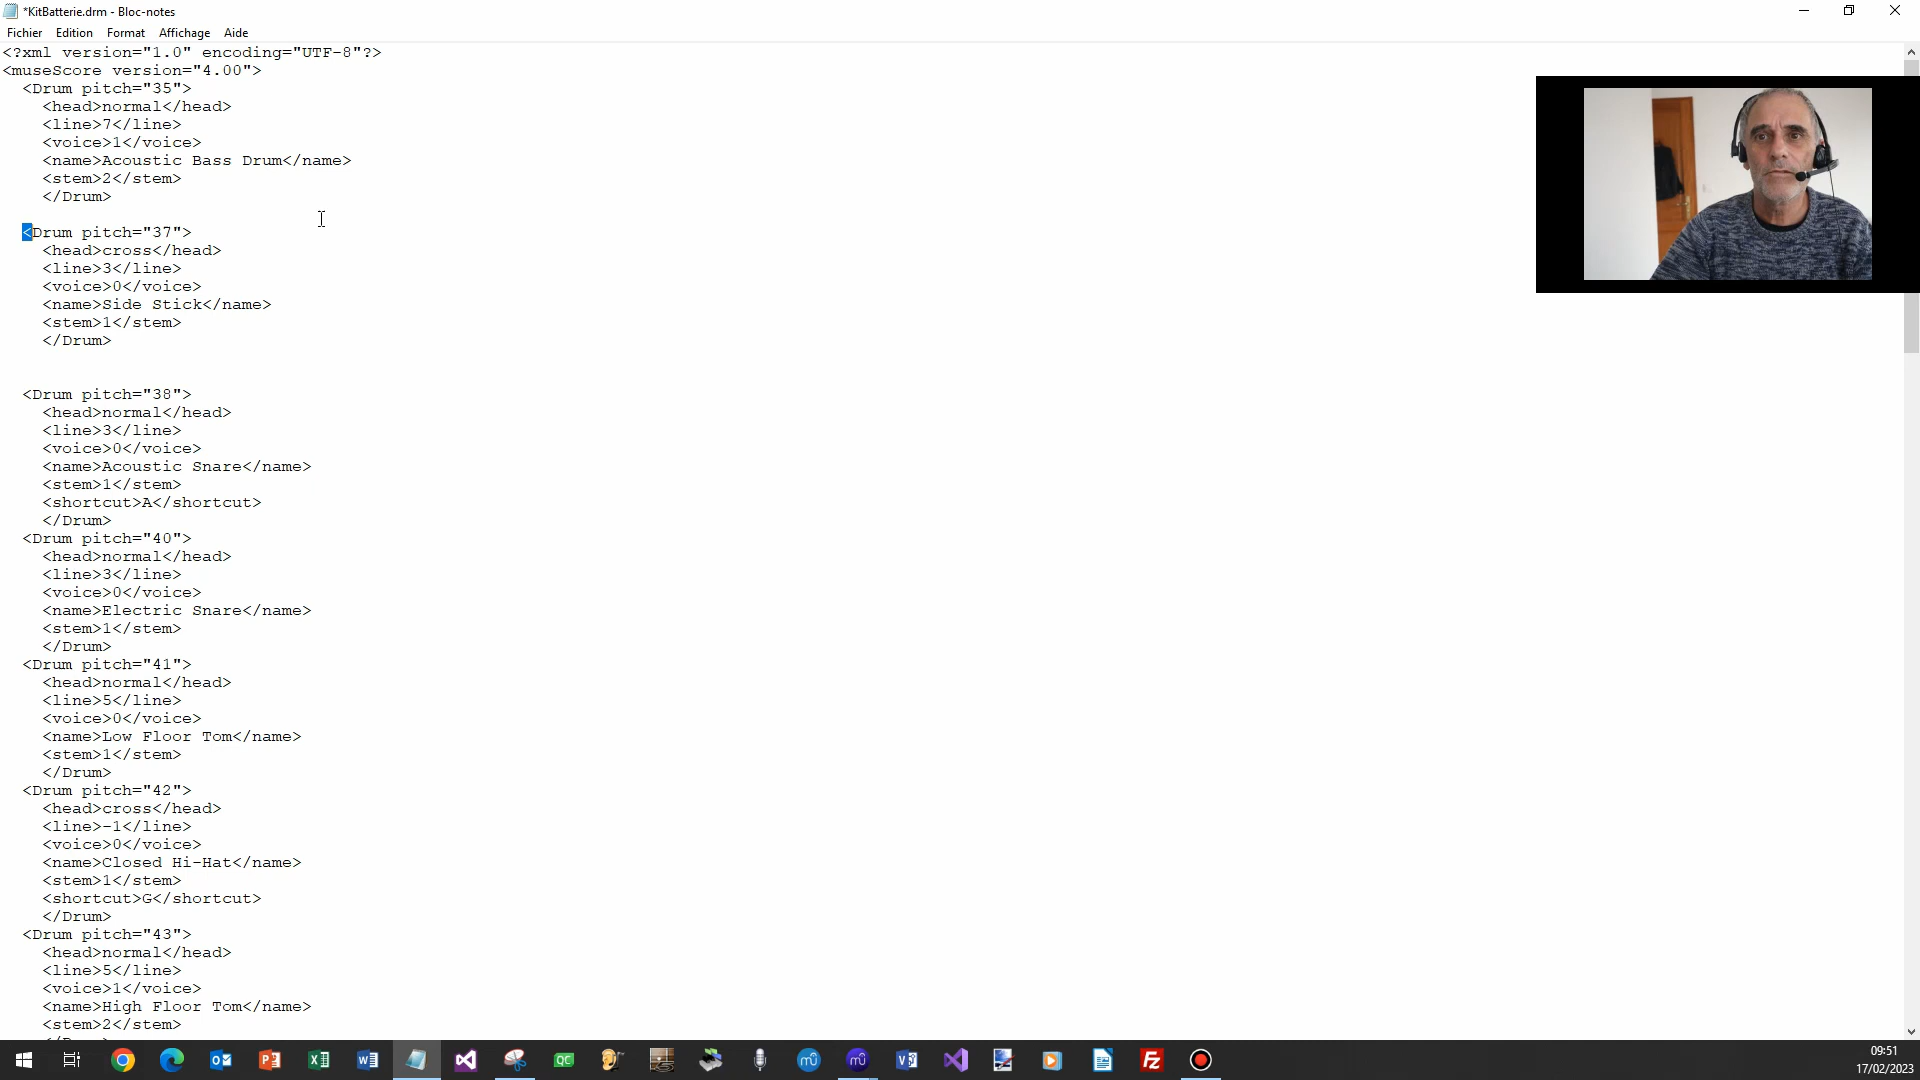 *KitBatterie.drm - Bloc-notes
Fichier Edition Format Affichage Aide
<?xml version="1.0" encoding="UTF-8"?>
<museScore version="4.00">
<Drum pitch="35">
<head>normal</head>
<line>7</line>
<voice>1</voice>
<name>Acoustic Bass Drum</name>
<stem>2</stem>
</Drum>
<Drum pitch="37">
<head>cross</head>
<line>3</line>
<voice>0</voice>
<name>Side Stick</name>
<stem>1</stem>
</Drum>
<Drum pitch="38">
<head>normal</head>
<line>3</line>
<voice>0</voice>
<name>Acoustic Snare</name>
<stem>1</stem>
<shortcut>A</shortcut>
</Drum>
<Drum pitch="40">
<head>normal</head>
<line>3</line>
<voice>0</voice>
<name>Electric Snare</name>
<stem>1</stem>
</Drum>
<Drum pitch="41">
<head>normal</head>
<line>5</line>
<voice>0</voice>
<name>Low Floor Tom</name>
<stem>1</stem>
</Drum>
<Drum pitch="42">
<head>cross</head>
<line>-1</line>
<voice>0</voice>
<name>Closed Hi-Hat</name>
<stem>1</stem>
<shortcut>G</shortcut>
</Drum>
<Drum pitch="43">
<head>normal</head>
<line>5</line>
<voice>1</voice>
<name>High Floor Tom</name>
<stem>2</stem>
QC
09:51
17/02/2023